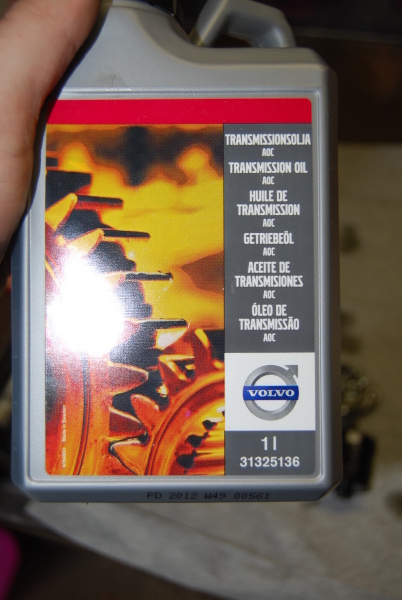 TRANSMISSIONSOLJA
AOC
TRANSMISSION OIL
AOC
HUILE DE
TRANSMISSION
AOC
GETRIEBEÖL
AOC
ACEITE DE
TRANSMISIONES
AOC
ÓLEO DE
TRANSMISSÃO
AOC
VOLVO
1 l
31325136
PD 2012 W49 00561